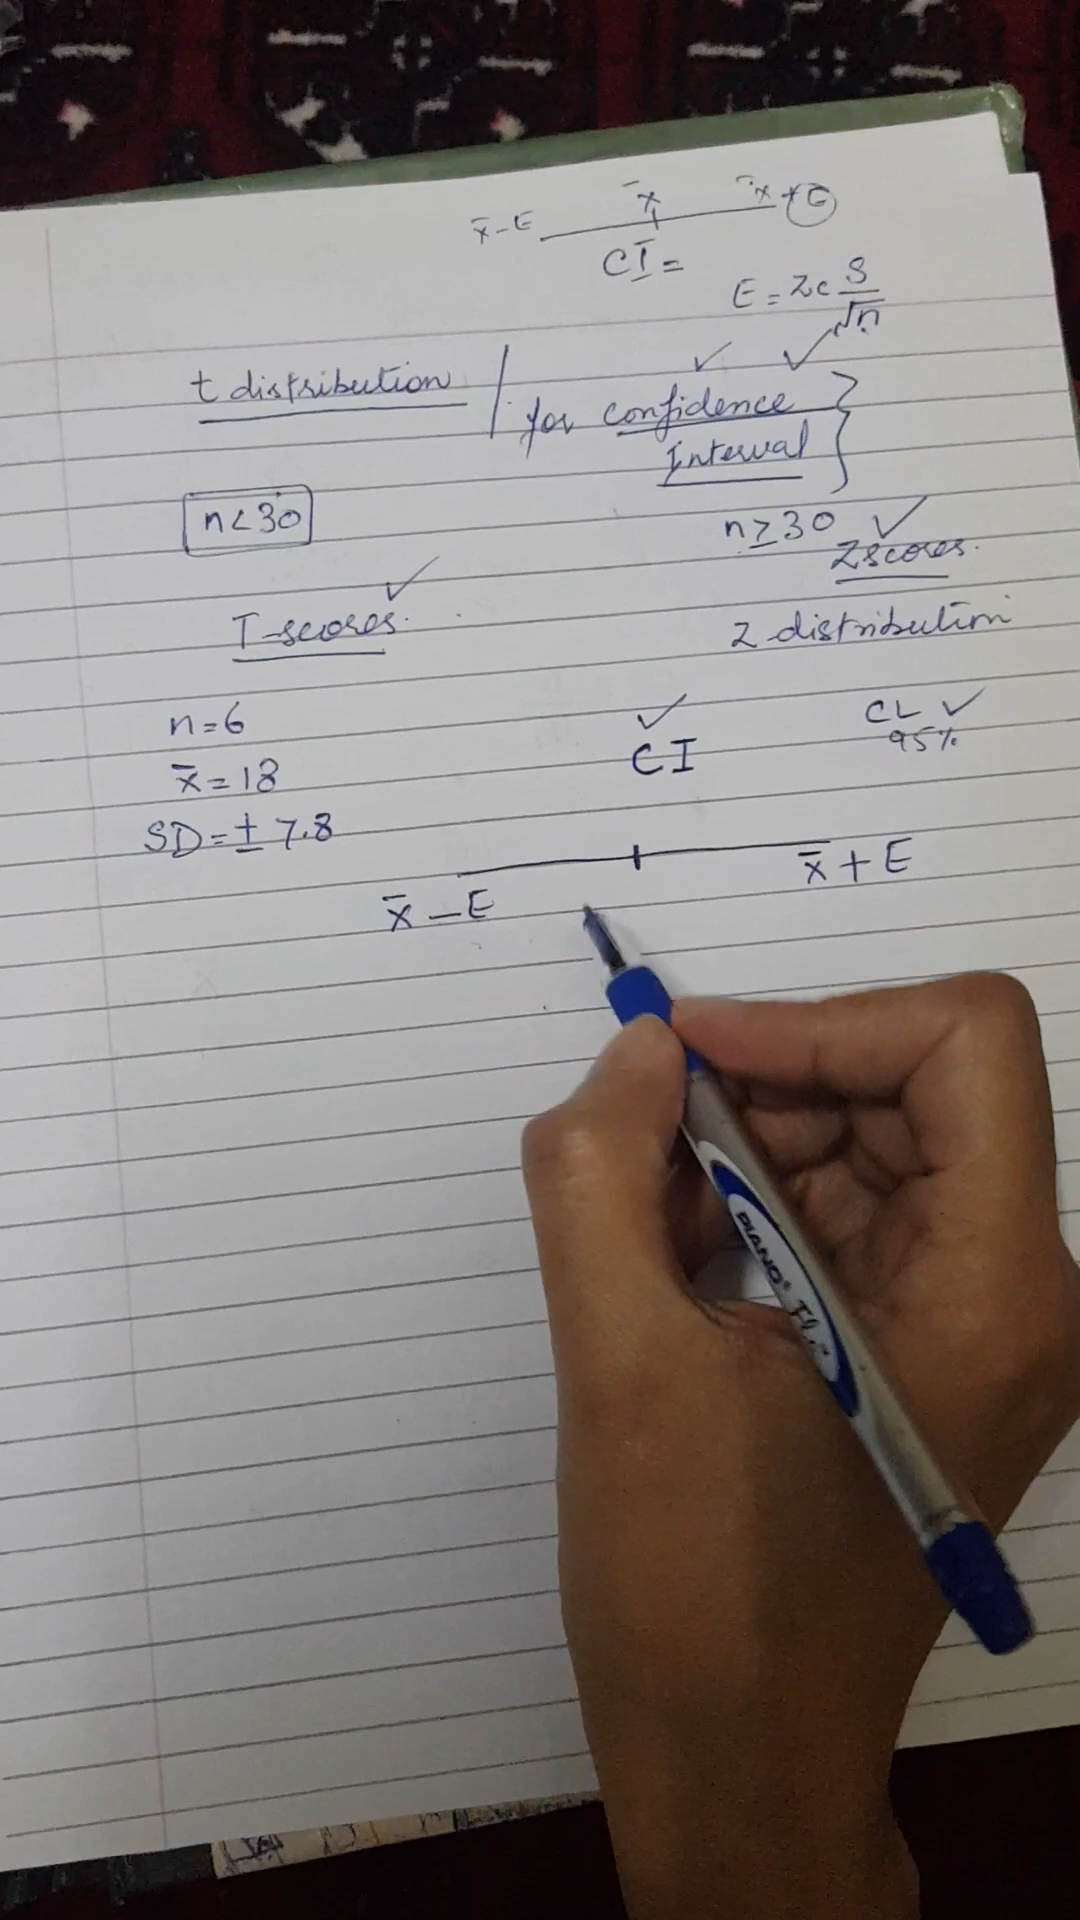 x̄-E x̄ x̄+E
CI =
E = Zc S/√n
t distribution / for confidence
Interval
n<30
n≥30
Z scores.
T-scores.
Z distribution
n=6
CI
CL
95%
x̄=18
SD=± 7.8
x̄-E
x̄+E
PIANO®